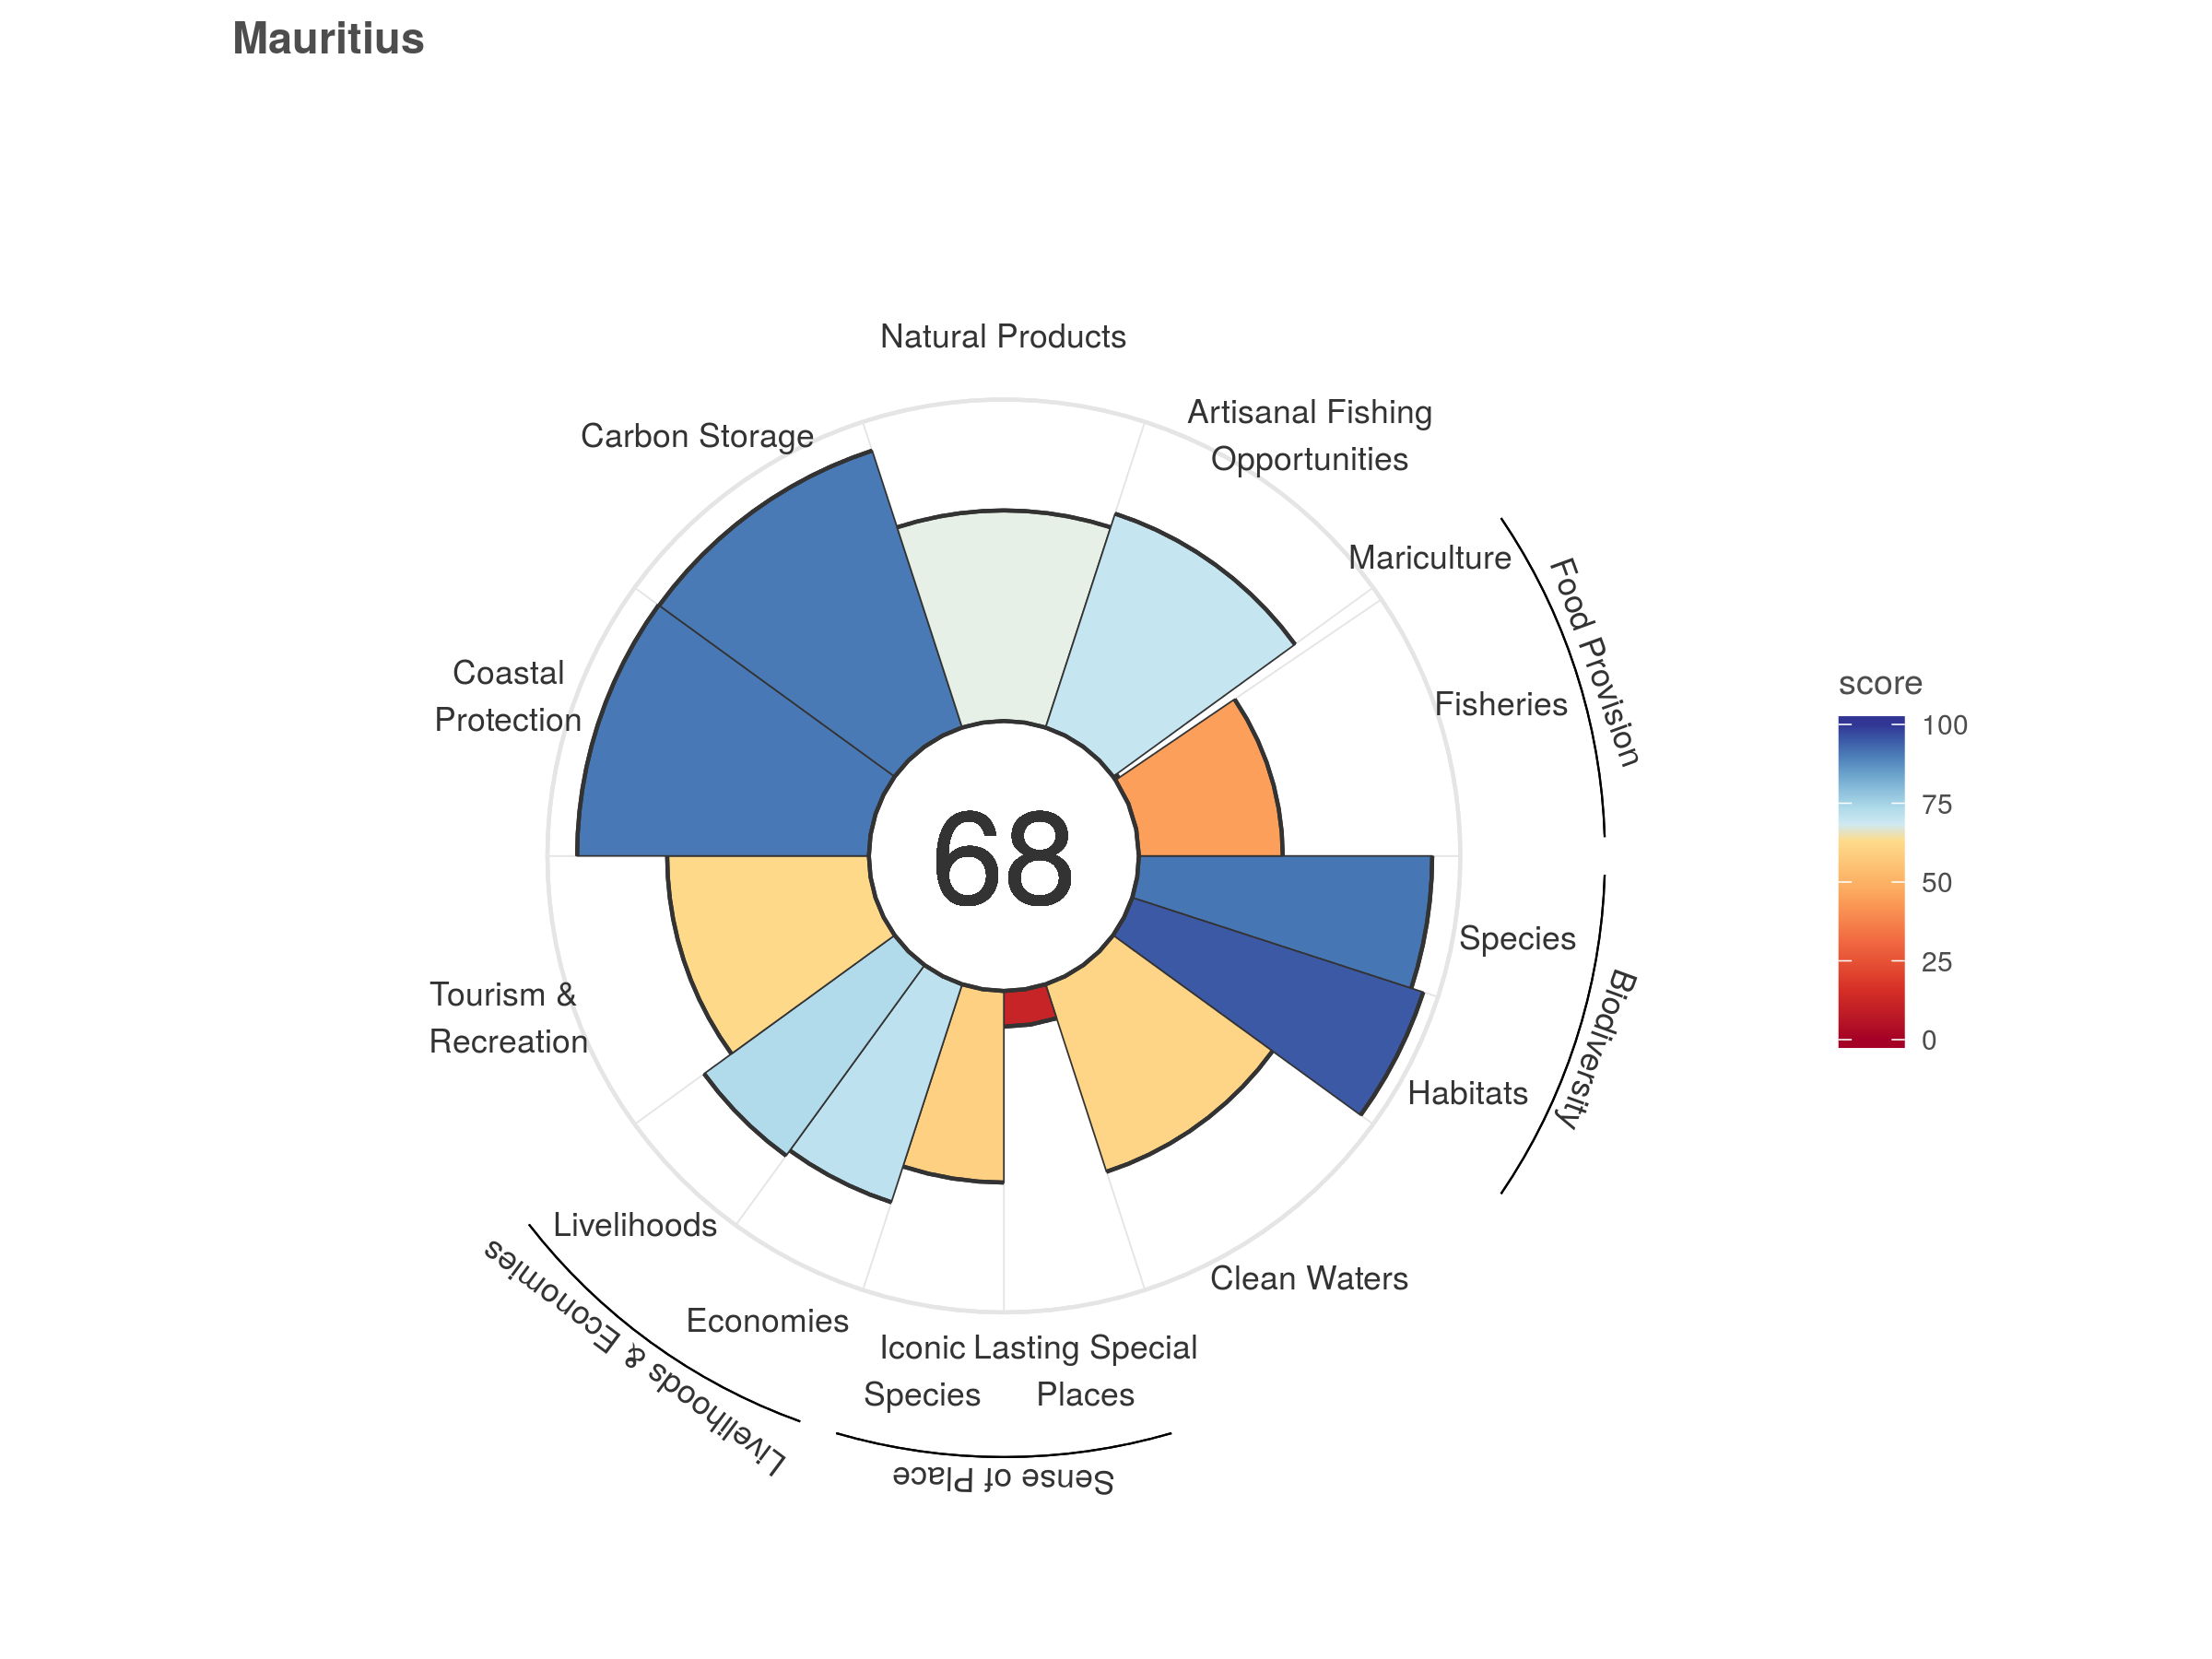 Mauritius
Natural Products
Artisanal Fishing
Opportunities
Carbon Storage
Mariculture
Food Provision
Fisheries
Coastal
Protection
68
score
100
75
50
25
0
Species
Biodiversity
Habitats
Tourism &
Recreation
Livelihoods
Livelihoods & Economies
Economies
Clean Waters
Iconic
Species
Lasting Special
Places
Sense of Place